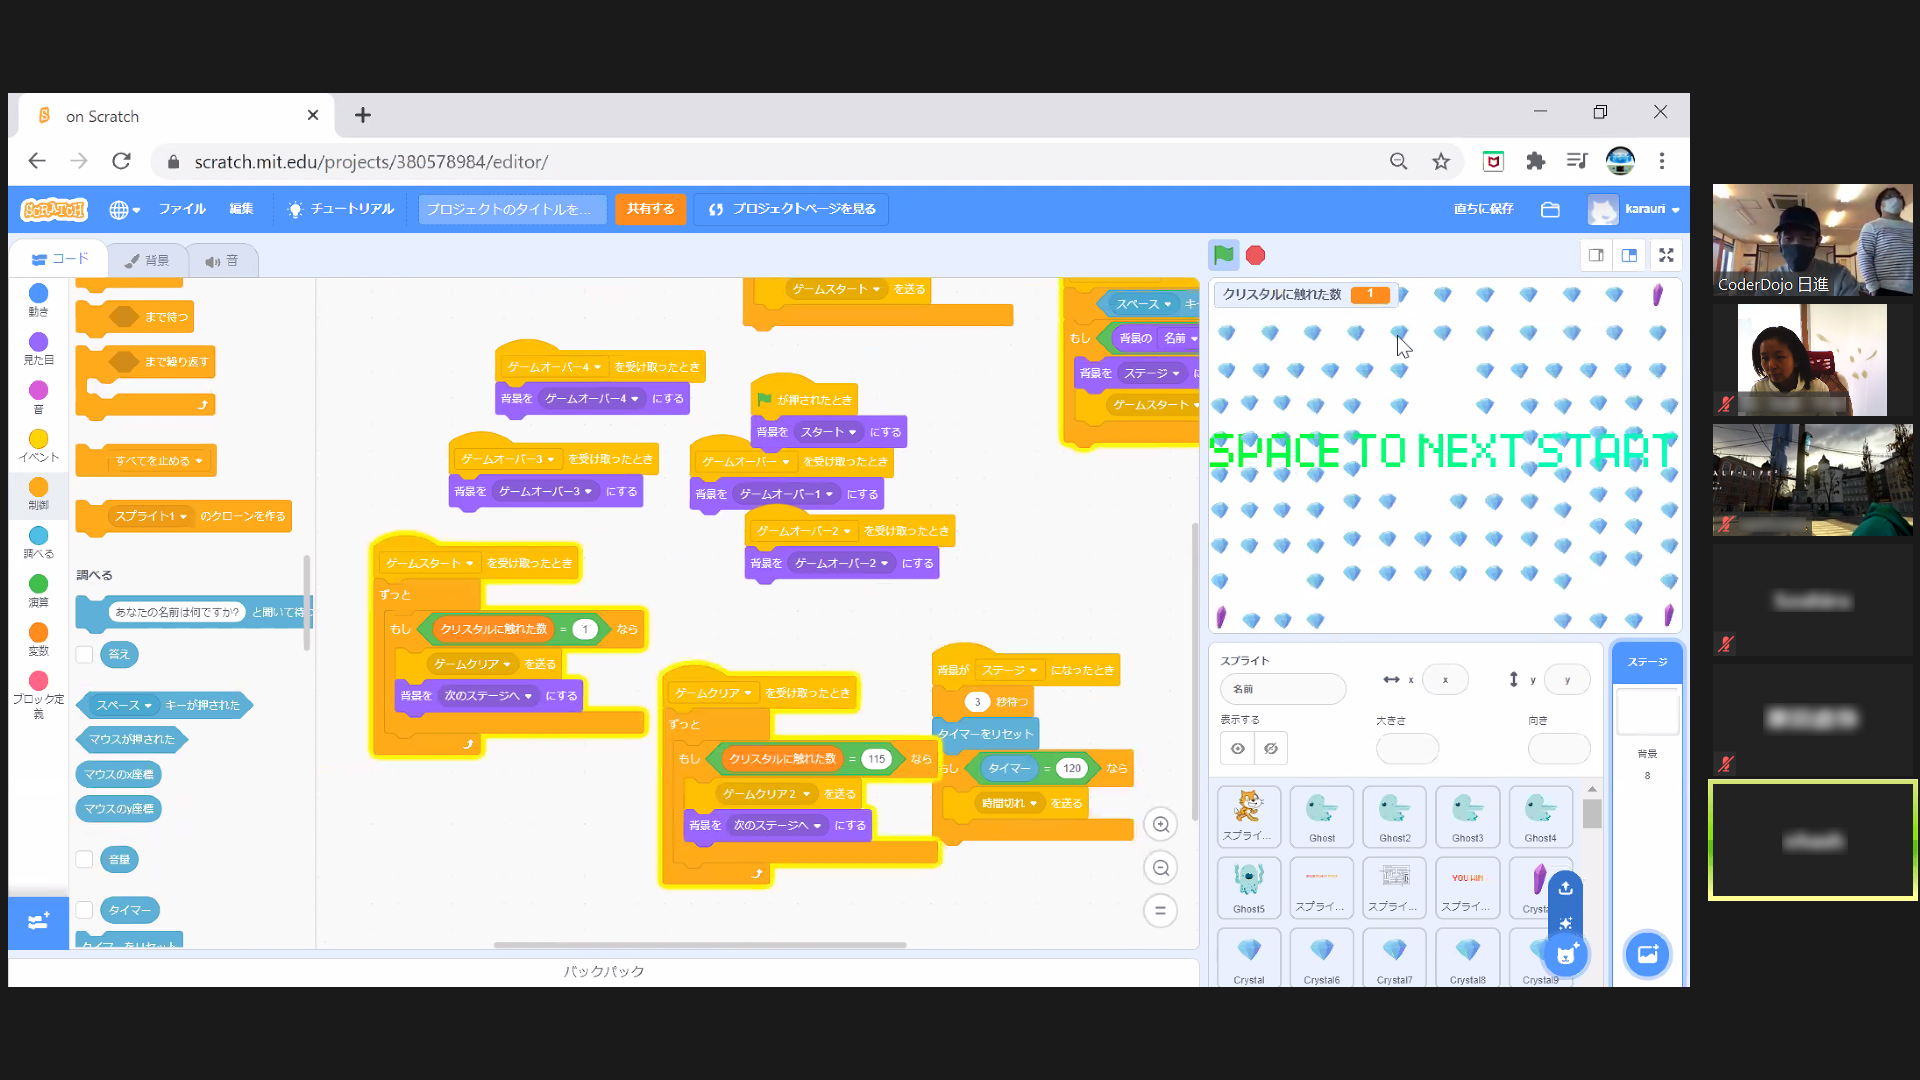 on Scratch
scratch.mit.edu/projects/380578984/editor/
SCRATCH
ファイル
編集
チュートリアル
プロジェクトのタイトルを...
共有する
プロジェクトページを見る
直ちに保存
karauri
コード
背景
音
動き
見た目
音
イベント
制御
調べる
演算
変数
ブロック定義
まで待つ
まで繰り返す
すべてを止める
スプライト1 のクローンを作る
調べる
あなたの名前は何ですか? と聞いて待つ
答え
スペース キーが押された
マウスが押された
マウスのx座標
マウスのy座標
音量
タイマー
タイマーをリセット
ゲームスタート を送る
ゲームオーバー4 を受け取ったとき
背景を ゲームオーバー4 にする
が押されたとき
背景を スタート にする
ゲームオーバー3 を受け取ったとき
背景を ゲームオーバー3 にする
ゲームオーバー を受け取ったとき
背景を ゲームオーバー1 にする
ゲームオーバー2 を受け取ったとき
背景を ゲームオーバー2 にする
ゲームスタート を受け取ったとき
ずっと
もし クリスタルに触れた数 = 1 なら
ゲームクリア を送る
背景を 次のステージへ にする
ゲームクリア を受け取ったとき
ずっと
もし クリスタルに触れた数 = 115 なら
ゲームクリア2 を送る
背景を 次のステージへ にする
背景が ステージ になったとき
3 秒待つ
タイマーをリセット
もし タイマー = 120 なら
時間切れ を送る
スペース キ
もし 背景の 名前
背景を ステージ に
ゲームスタート
バックパック
クリスタルに触れた数 1
SPACE TO NEXT START
スプライト
名前
x x
y y
表示する
大きさ
向き
ステージ
背景
8
スプライ...
Ghost
Ghost2
Ghost3
Ghost4
Ghost5
スプライ...
スプライ...
YOU WIN
スプライ...
Crysta
Crystal
Crystal6
Crystal7
Crystal8
Crystal9
CoderDojo 日進